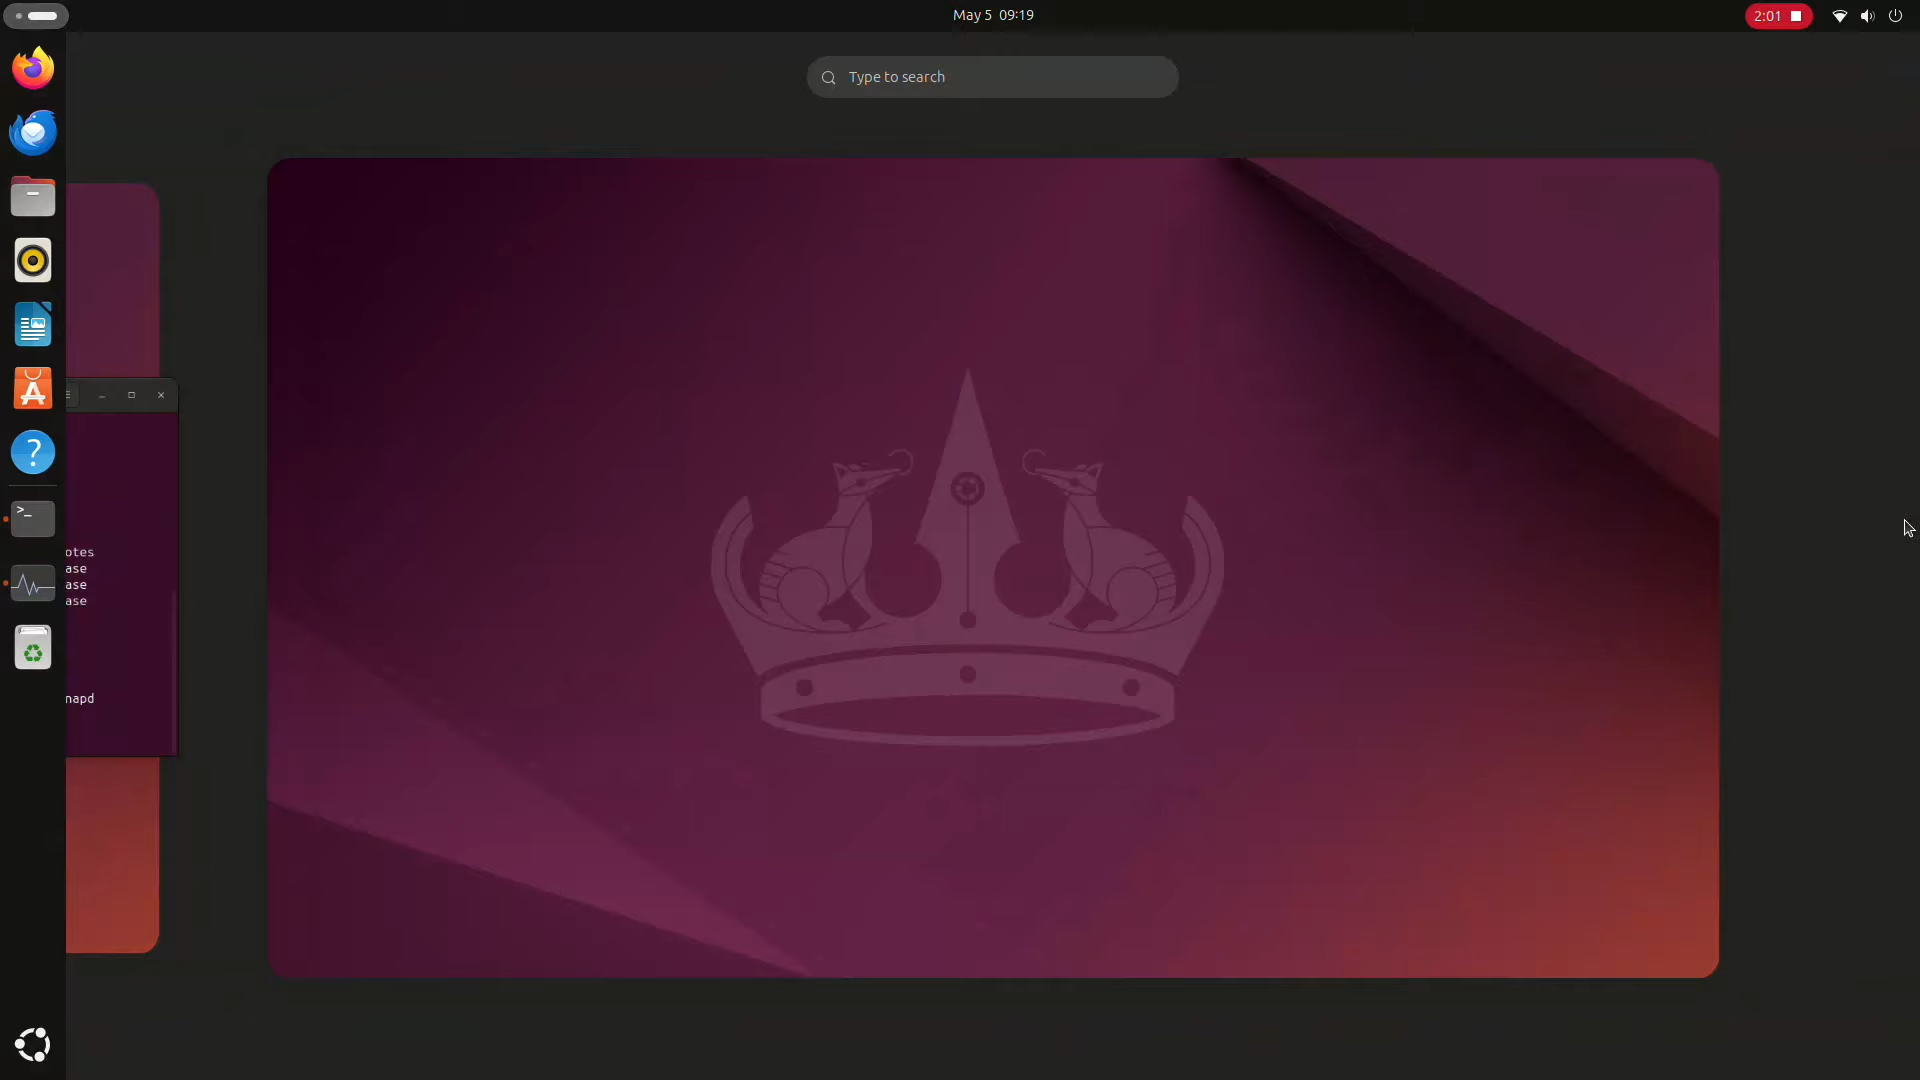 May 5 09:19
2:01
Type to search
otes
ase
ase
ase
napd